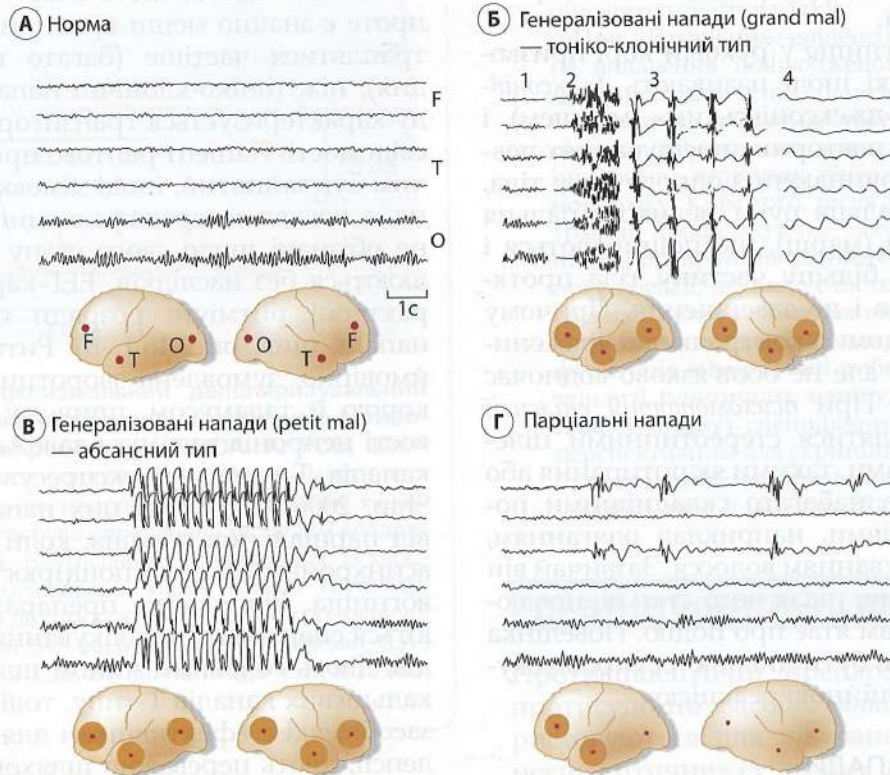 А Норма
F
T
O
1с
F
T
O
O
T
F
Б Генералізовані напади (grand mal)
— тоніко-клонічний тип
1 2 3 4
В Генералізовані напади (petit mal)
— абсансний тип
Г Парціальні напади